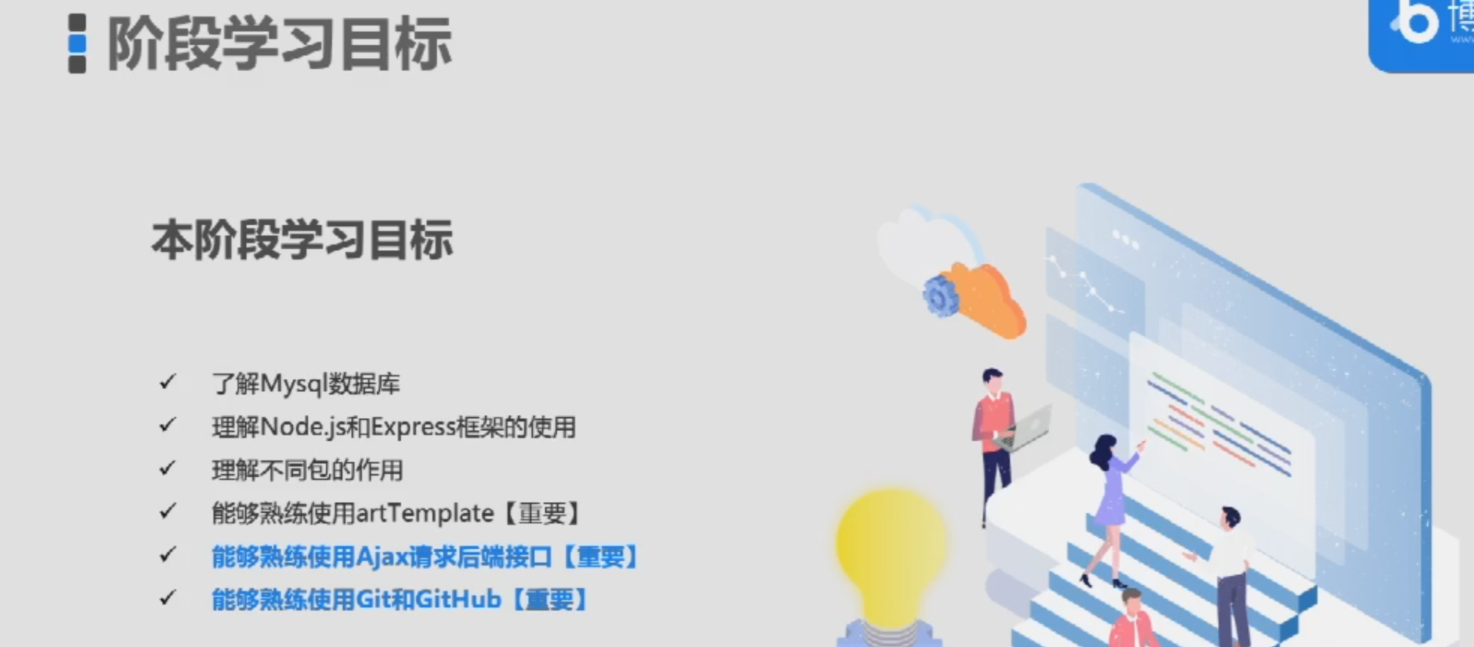 阶段学习目标
本阶段学习目标
✓ 了解Mysql数据库
✓ 理解Node.js和Express框架的使用
✓ 理解不同包的作用
✓ 能够熟练使用artTemplate【重要】
✓ 能够熟练使用Ajax请求后端接口【重要】
✓ 能够熟练使用Git和GitHub【重要】